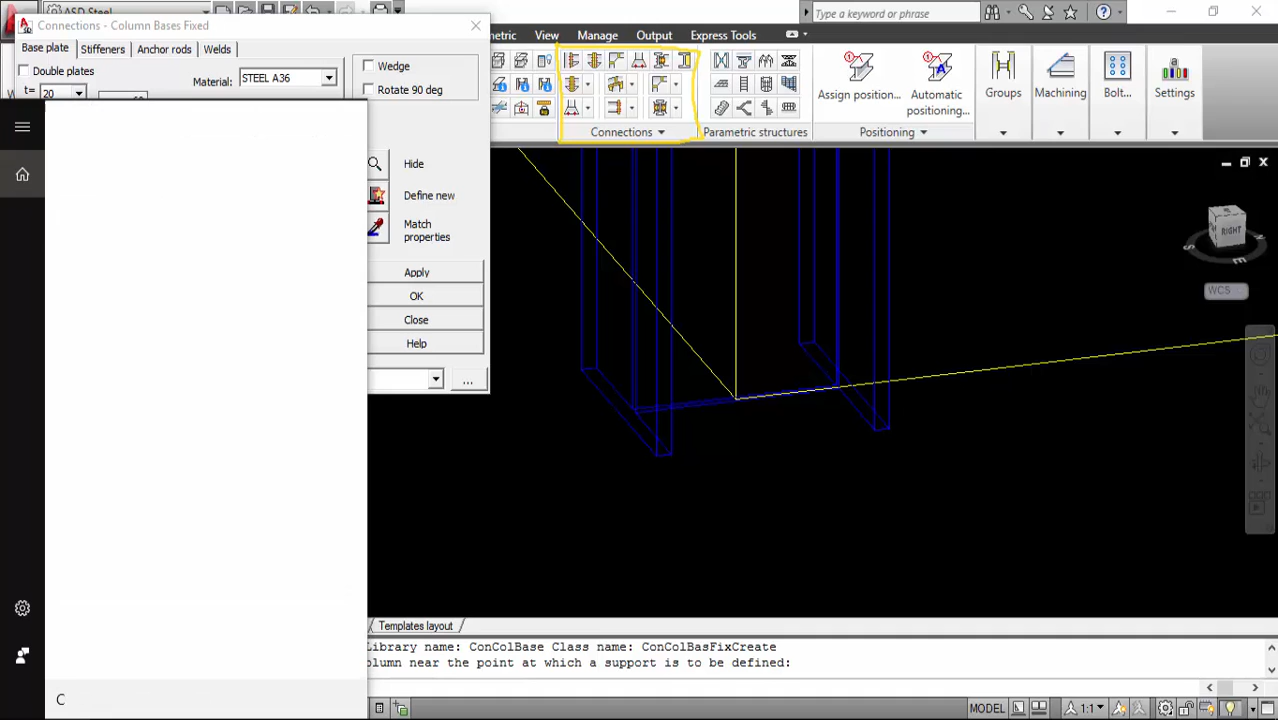 ASD Steel
Type a keyword or phrase
Connections - Column Bases Fixed
metric
View
Manage
Output
Express Tools
Base plate
Stiffeners
Anchor rods
Welds
Double plates
Material:
STEEL A36
t=
20
Wedge
Rotate 90 deg
Assign position...
Automatic
positioning...
Groups
Machining
Bolt...
Settings
Connections
Parametric structures
Positioning
Hide
Define new
Match
properties
Apply
OK
Close
Help
...
RIGHT
S
E
N
WCS
Templates layout
Library name: ConColBase Class name: ConColBasFixCreate
olumn near the point at which a support is to be defined:
C
MODEL
1:1